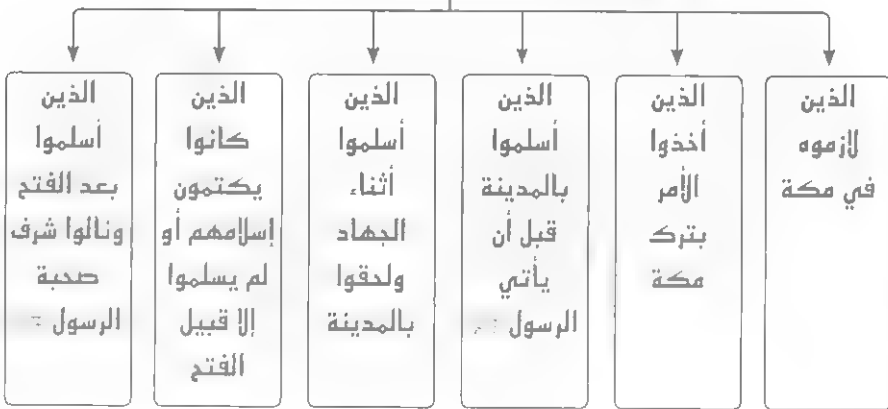 الذين
لازموه
في مكة
الذين
أخذوا
الأمر
بترك
مكة
الذين
أسلموا
بالمدينة
قبل أن
يأتي
الرسول
الذين
أسلموا
أثناء
الجهاد
ولحقوا
بالمدينة
الذين
كانوا
يكتمون
إسلامهم أو
لم يسلموا
إلا قبيل
الفتح
الذين
أسلموا
بعد الفتح
ونالوا شرف
صحبة
الرسول